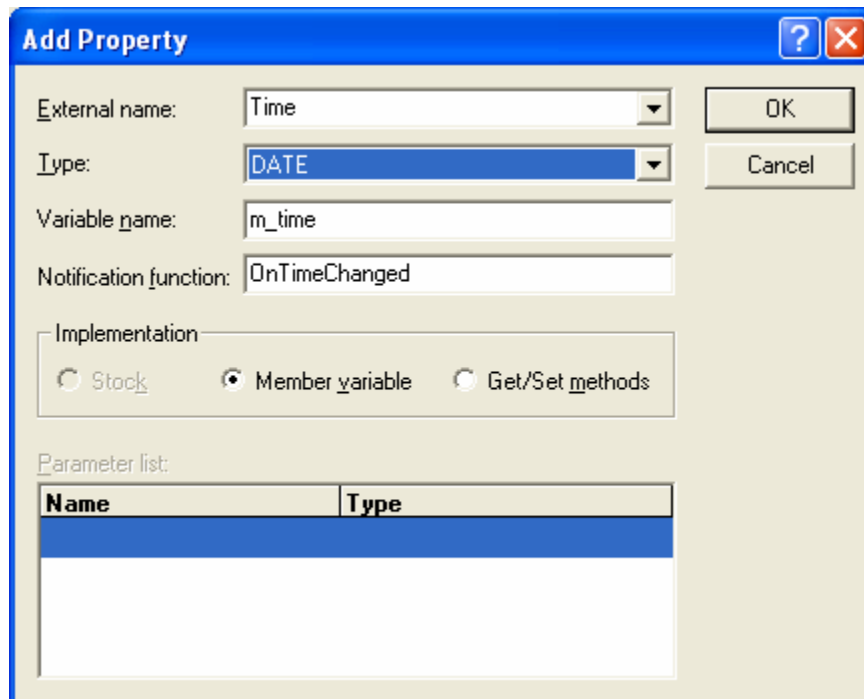 Add Property
External name: Time OK
Type: DATE Cancel
Variable name: m_time
Notification function: OnTimeChanged
Implementation
Stock Member variable Get/Set methods
Parameter list:
Name Type